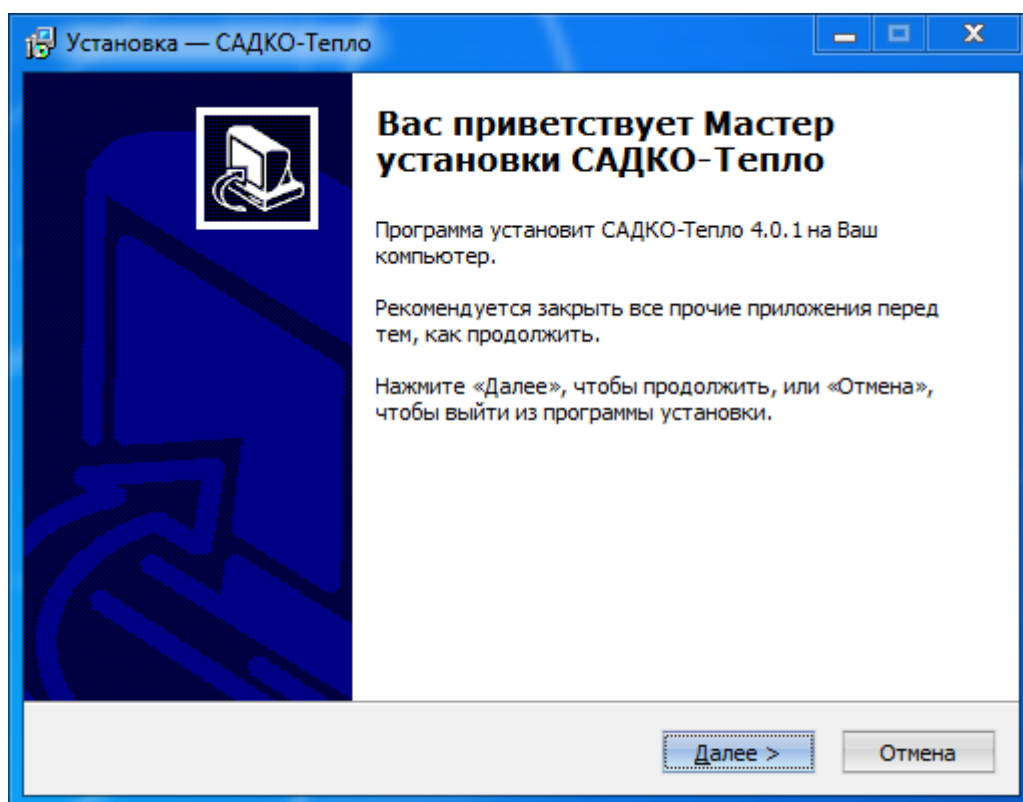 Установка — САДКО-Тепло
Вас приветствует Мастер
установки САДКО-Тепло
Программа установит САДКО-Тепло 4.0.1 на Ваш
компьютер.
Рекомендуется закрыть все прочие приложения перед
тем, как продолжить.
Нажмите «Далее», чтобы продолжить, или «Отмена»,
чтобы выйти из программы установки.
Далее >
Отмена